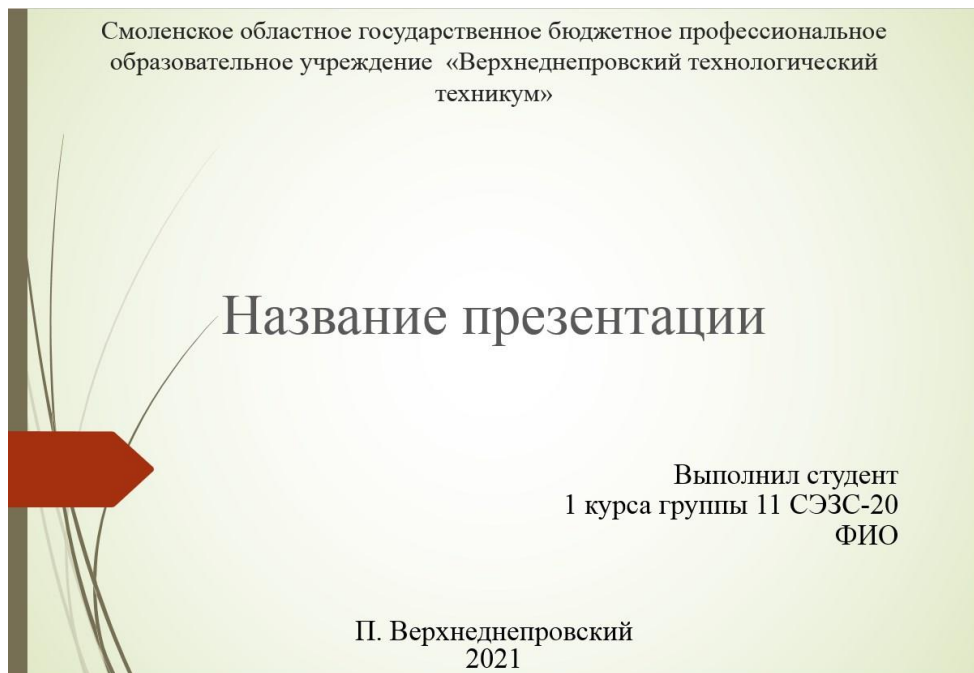 Смоленское областное государственное бюджетное профессиональное
образовательное учреждение «Верхнеднепровский технологический
техникум»
Название презентации
Выполнил студент
1 курса группы 11 СЭЗС-20
ФИО
П. Верхнеднепровский
2021